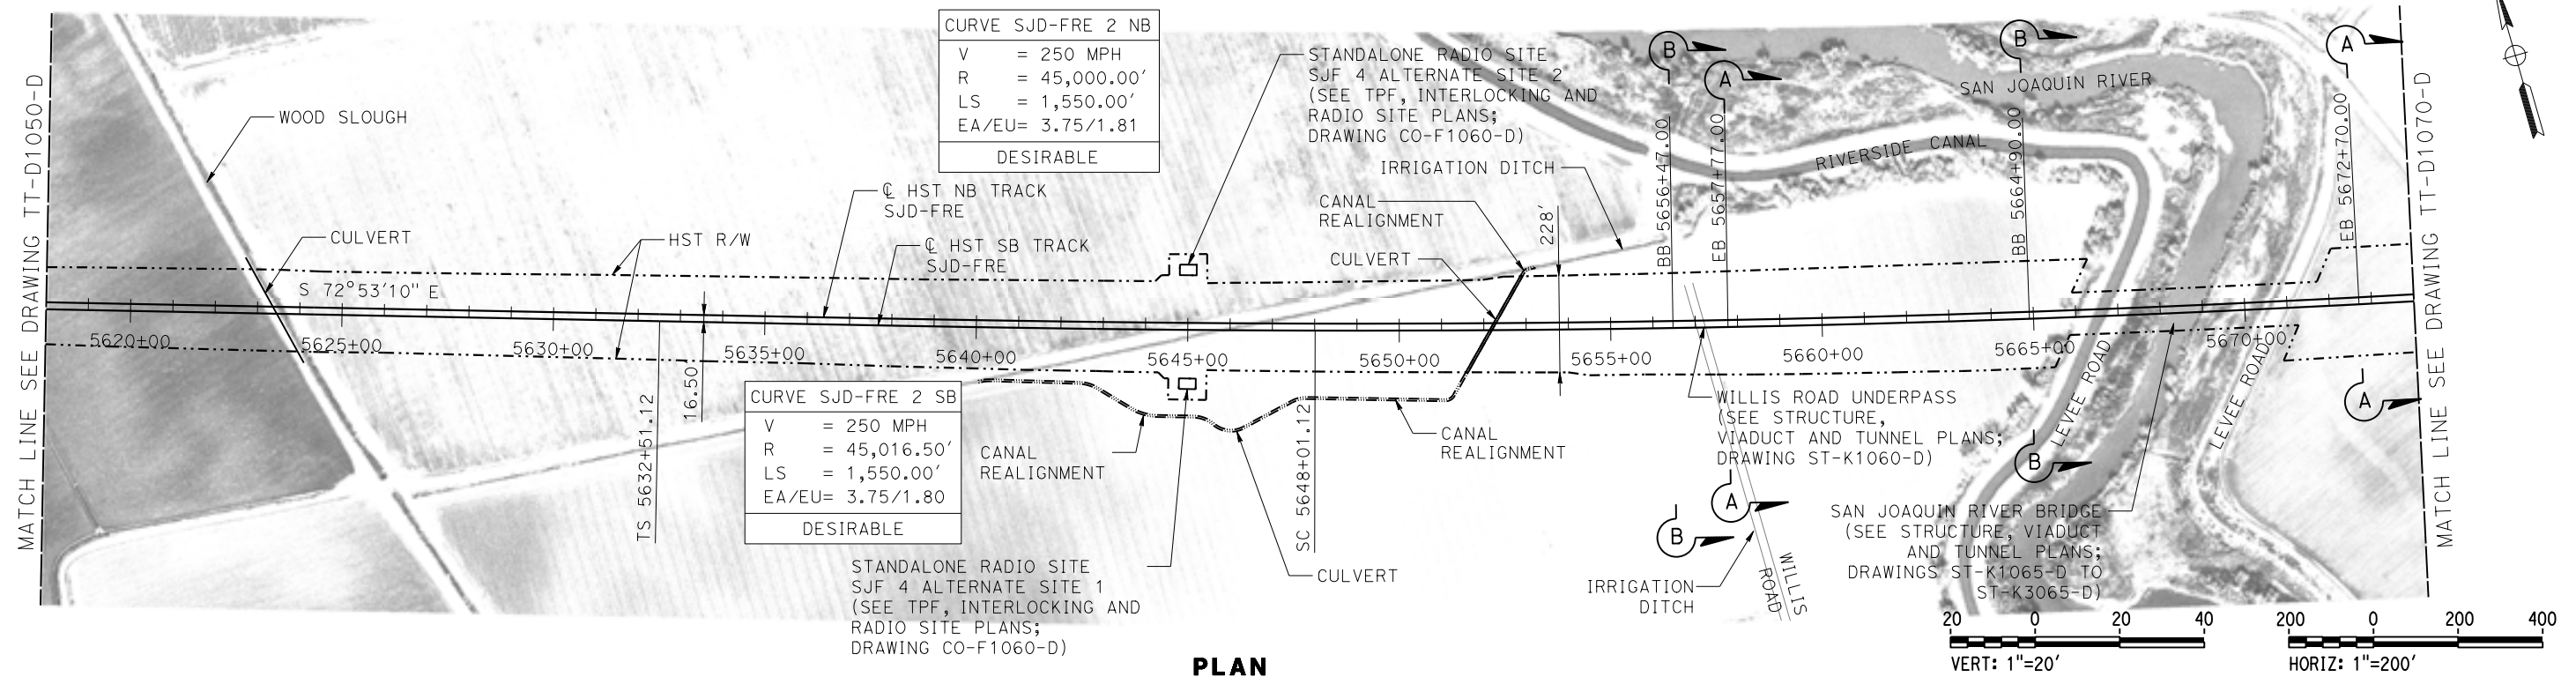 MATCH LINE SEE DRAWING TT-D1050-D
WOOD SLOUGH
CULVERT
S 72°53'10" E
HST R/W
℄ HST NB TRACK
SJD-FRE
℄ HST SB TRACK
SJD-FRE
CURVE SJD-FRE 2 NB
V = 250 MPH
R = 45,000.00'
LS = 1,550.00'
EA/EU= 3.75/1.81
DESIRABLE
STANDALONE RADIO SITE
SJF 4 ALTERNATE SITE 2
(SEE TPF, INTERLOCKING AND
RADIO SITE PLANS;
DRAWING CO-F1060-D)
IRRIGATION DITCH
CANAL
REALIGNMENT
CULVERT
228'
B
A
B
A
BB 5656+47.00
EB 5657+77.00
BB 5664+90.00
EB 5672+70.00
SAN JOAQUIN RIVER
RIVERSIDE CANAL
MATCH LINE SEE DRAWING TT-D1070-D
5620+00
5625+00
5630+00
5635+00
5640+00
5645+00
5650+00
5655+00
5660+00
5665+00
5670+00
TS 5632+51.12
16.50'
CURVE SJD-FRE 2 SB
V = 250 MPH
R = 45,016.50'
LS = 1,550.00'
EA/EU= 3.75/1.80
DESIRABLE
CANAL
REALIGNMENT
SC 5648+01.12
CANAL
REALIGNMENT
CULVERT
STANDALONE RADIO SITE
SJF 4 ALTERNATE SITE 1
(SEE TPF, INTERLOCKING AND
RADIO SITE PLANS;
DRAWING CO-F1060-D)
WILLIS ROAD UNDERPASS
(SEE STRUCTURE,
VIADUCT AND TUNNEL PLANS;
DRAWING ST-K1060-D)
LEVEE ROAD
LEVEE ROAD
A
B
A
B
IRRIGATION
DITCH
WILLIS
ROAD
SAN JOAQUIN RIVER BRIDGE
(SEE STRUCTURE, VIADUCT
AND TUNNEL PLANS;
DRAWINGS ST-K1065-D TO
ST-K3065-D)
20 0 20 40
VERT: 1"=20'
200 0 200 400
HORIZ: 1"=200'
PLAN